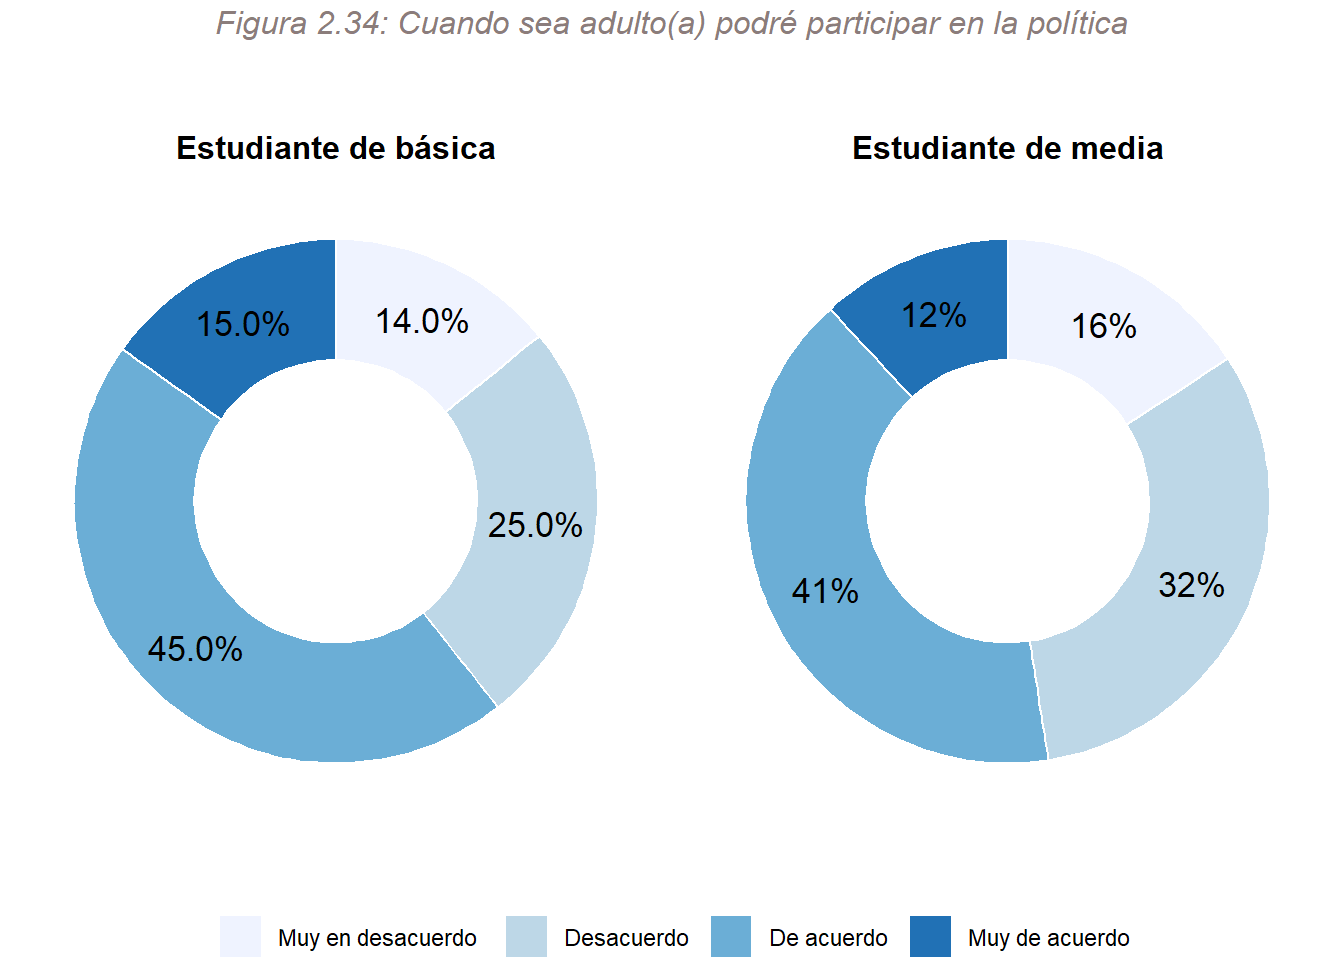 Figura 2.34: Cuando sea adulto(a) podré participar en la política
Estudiante de básica
Estudiante de media
15.0%
14.0%
25.0%
45.0%
12%
16%
32%
41%
Muy en desacuerdo
Desacuerdo
De acuerdo
Muy de acuerdo